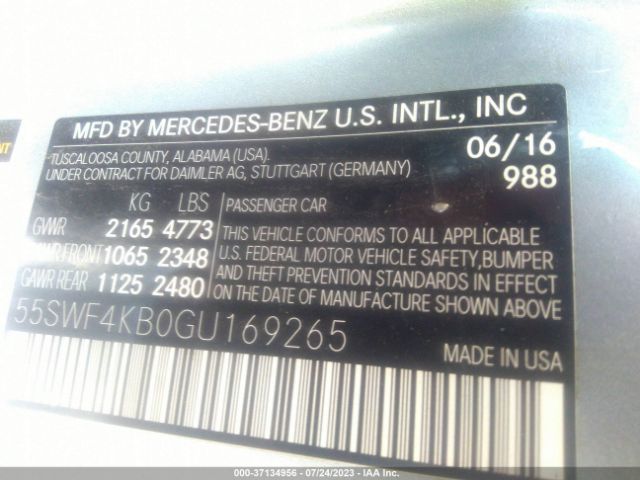 MFD BY MERCEDES-BENZ U.S. INTL., INC
TUSCALOOSA COUNTY, ALABAMA (USA).
UNDER CONTRACT FOR DAIMLER AG, STUTTGART (GERMANY)
06/16
988
KG LBS
GVWR 2165 4773
FRONT 1065 2348
GAWR REAR 1125 2480
PASSENGER CAR
THIS VEHICLE CONFORMS TO ALL APPLICABLE
U.S. FEDERAL MOTOR VEHICLE SAFETY,BUMPER
AND THEFT PREVENTION STANDARDS IN EFFECT
ON THE DATE OF MANUFACTURE SHOWN ABOVE.
55SWF4KB0GU169265
MADE IN USA
000-37134956 - 07/24/2023 - IAA Inc.